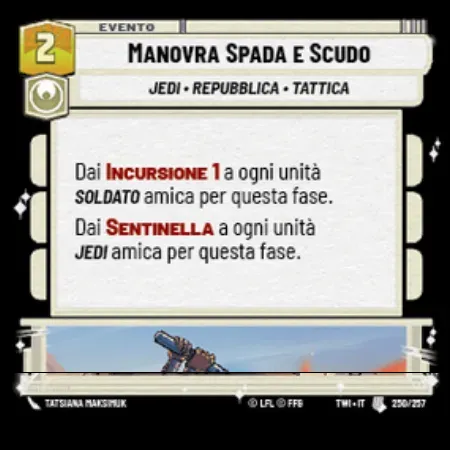 EVENTO
2
MANOVRA SPADA E SCUDO
JEDI • REPUBBLICA • TATTICA
Dai INCURSIONE 1 a ogni unità
SOLDATO amica per questa fase.
Dai SENTINELLA a ogni unità
JEDI amica per questa fase.
TATSIANA MAKSIMUK
© LFL © FFG
TWI • IT
250/257